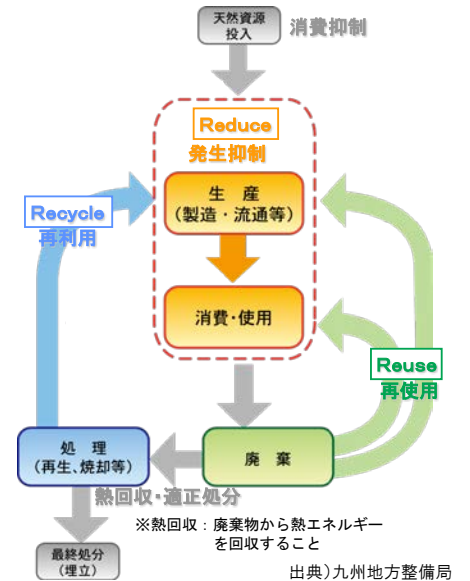 天然資源
投入
消費抑制
Reduce
発生抑制
生 産
(製造・流通等)
Recycle
再利用
消費・使用
Reuse
再使用
処 理
(再生、焼却等)
廃 棄
熱回収・適正処分
※熱回収：廃棄物から熱エネルギー
を回収すること
最終処分
(埋立)
出典)九州地方整備局